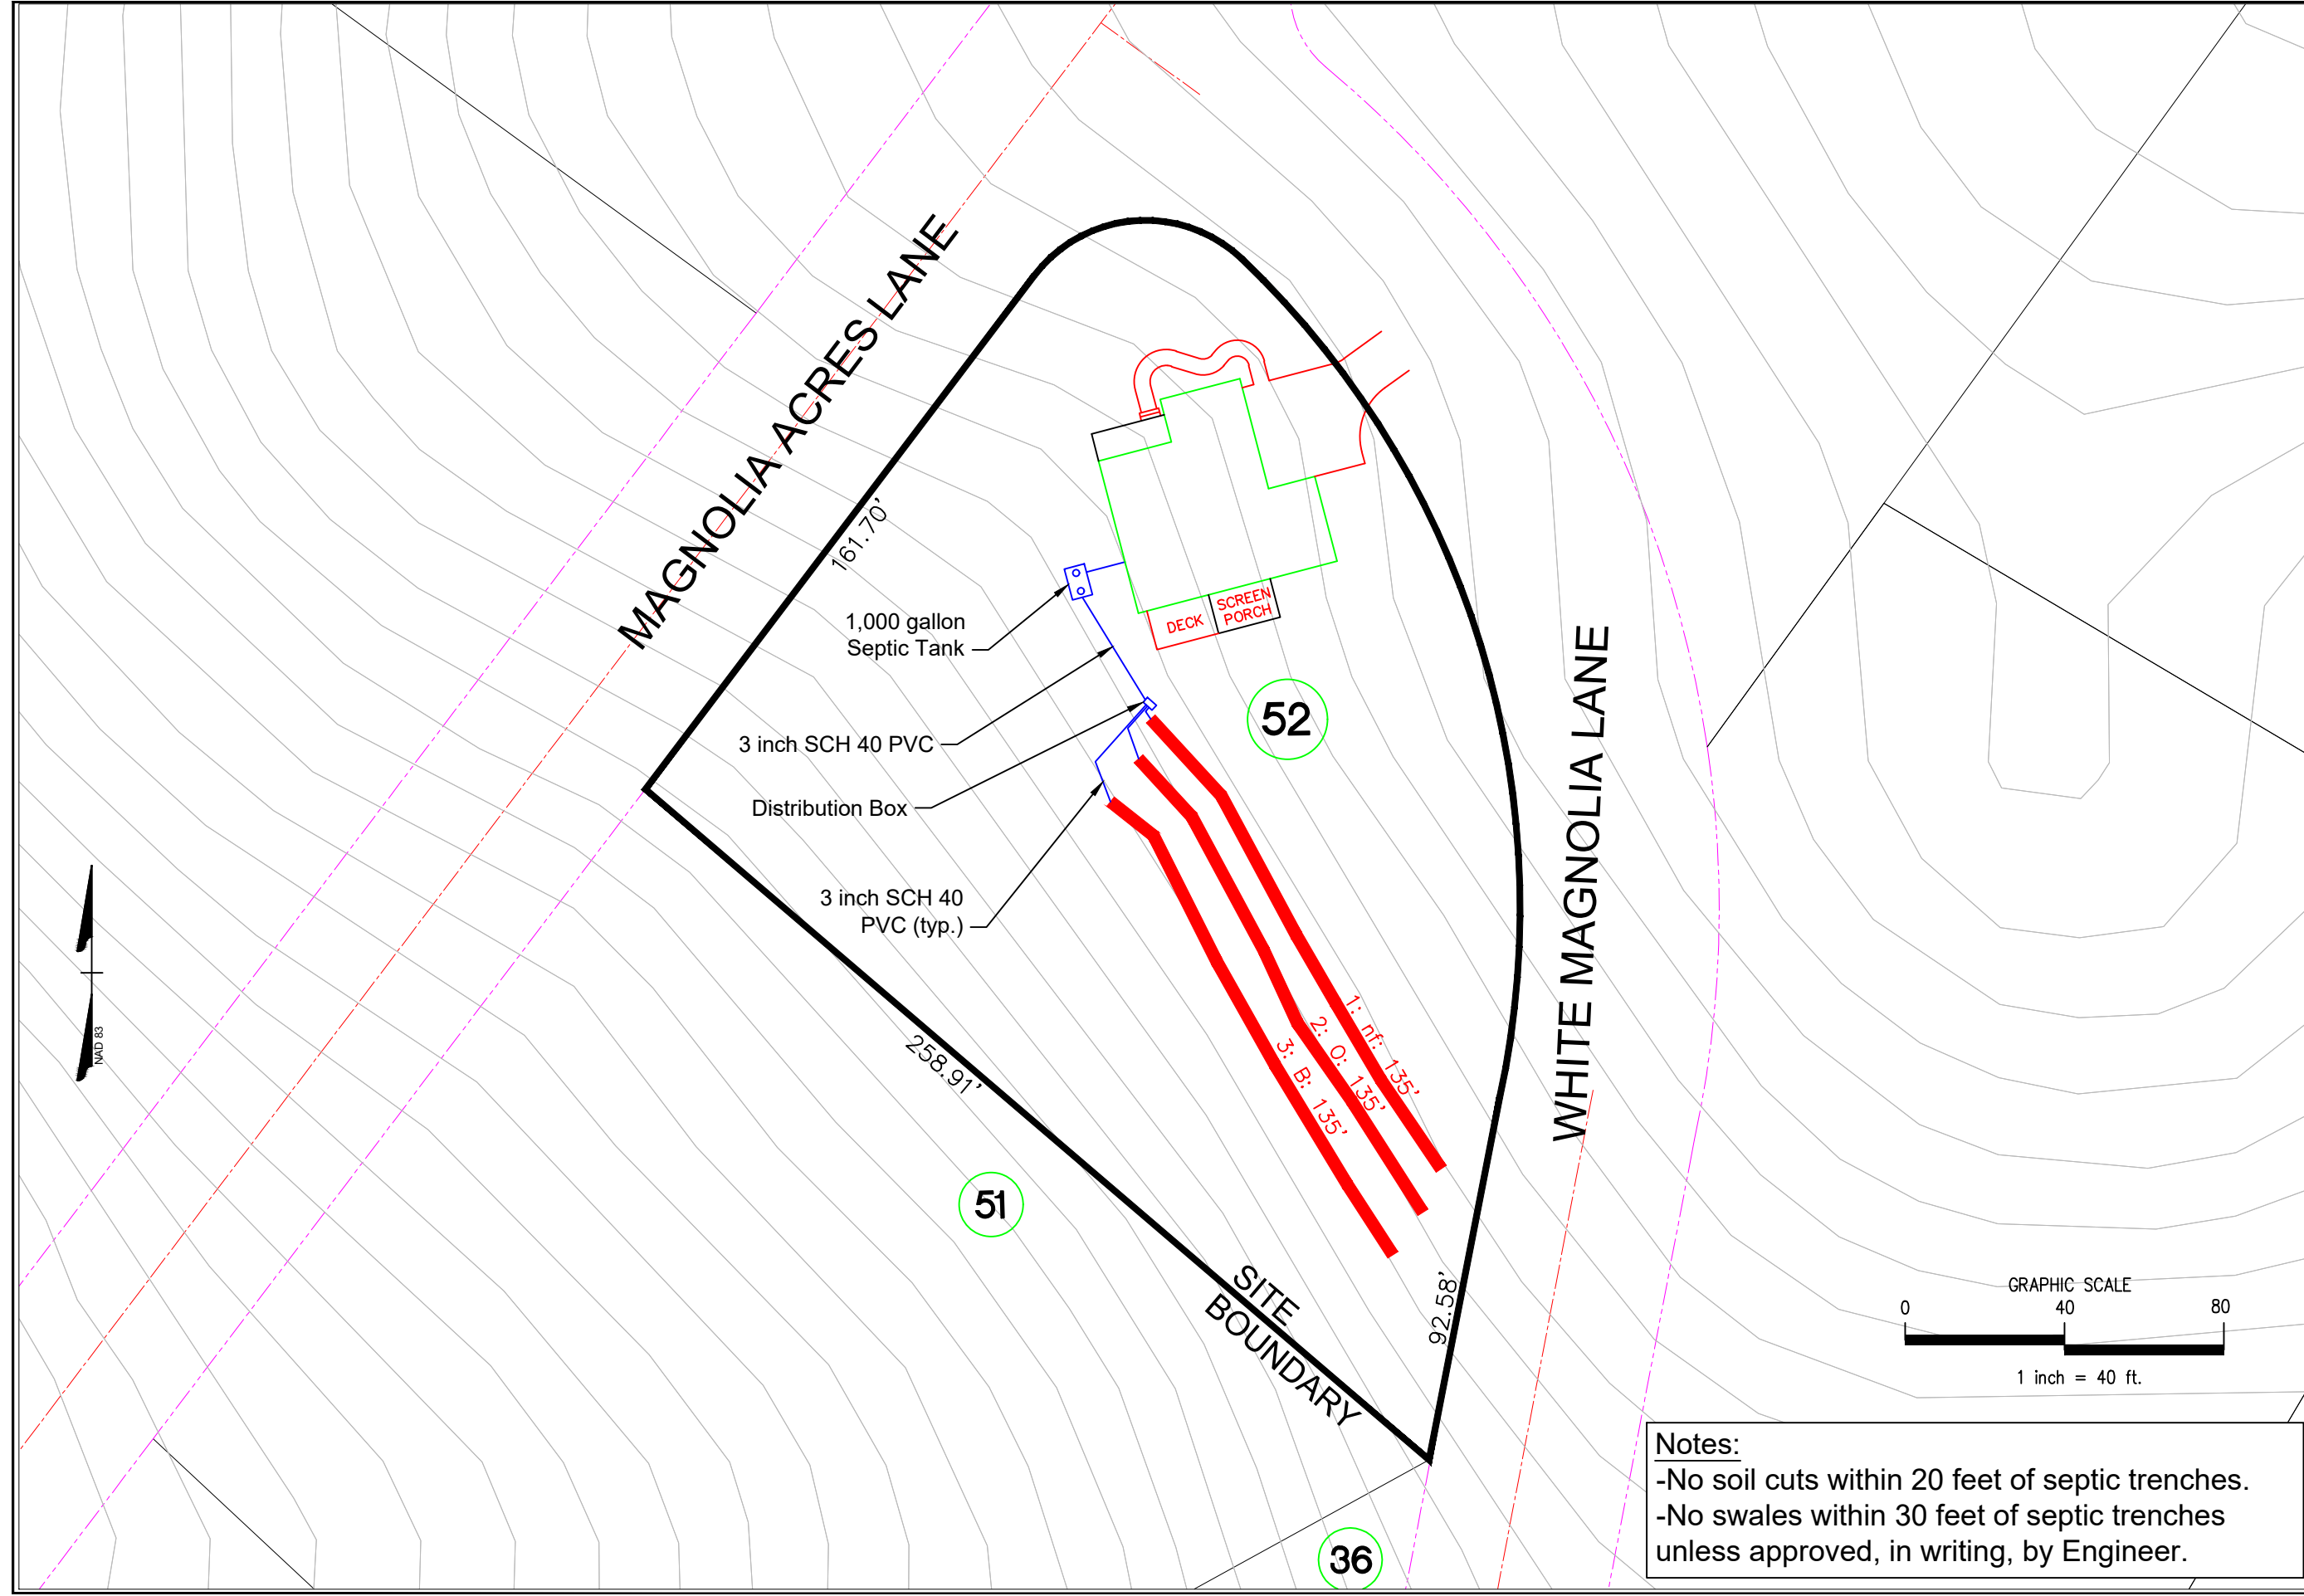 MAGNOLIA ACRES LANE
161.70'
1,000 gallon
Septic Tank
DECK
SCREEN
PORCH
52
3 inch SCH 40 PVC
Distribution Box
3 inch SCH 40
PVC (typ.)
WHITE MAGNOLIA LANE
1: nf: 135'
2: O: 135'
3: B: 135'
NAD 83
258.91'
51
SITE
BOUNDARY
92.58'
36
GRAPHIC SCALE
0 40 80
1 inch = 40 ft.
Notes:
-No soil cuts within 20 feet of septic trenches.
-No swales within 30 feet of septic trenches
unless approved, in writing, by Engineer.